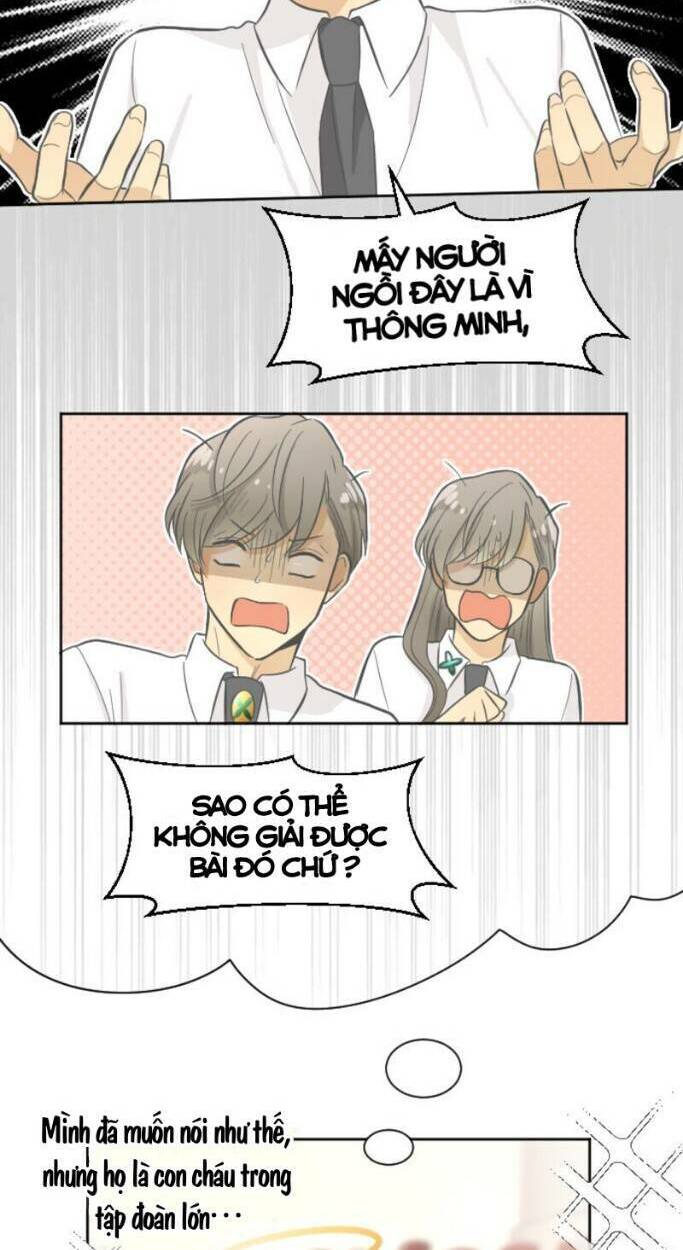 MẤY NGƯỜI
NGỒI ĐÂY LÀ VÌ
THÔNG MINH,
SAO CÓ THỂ
KHÔNG GIẢI ĐƯỢC
BÀI ĐÓ CHỨ ?
Mình đã muốn nói như thế,
nhưng họ là con cháu trong
tập đoàn lớn...